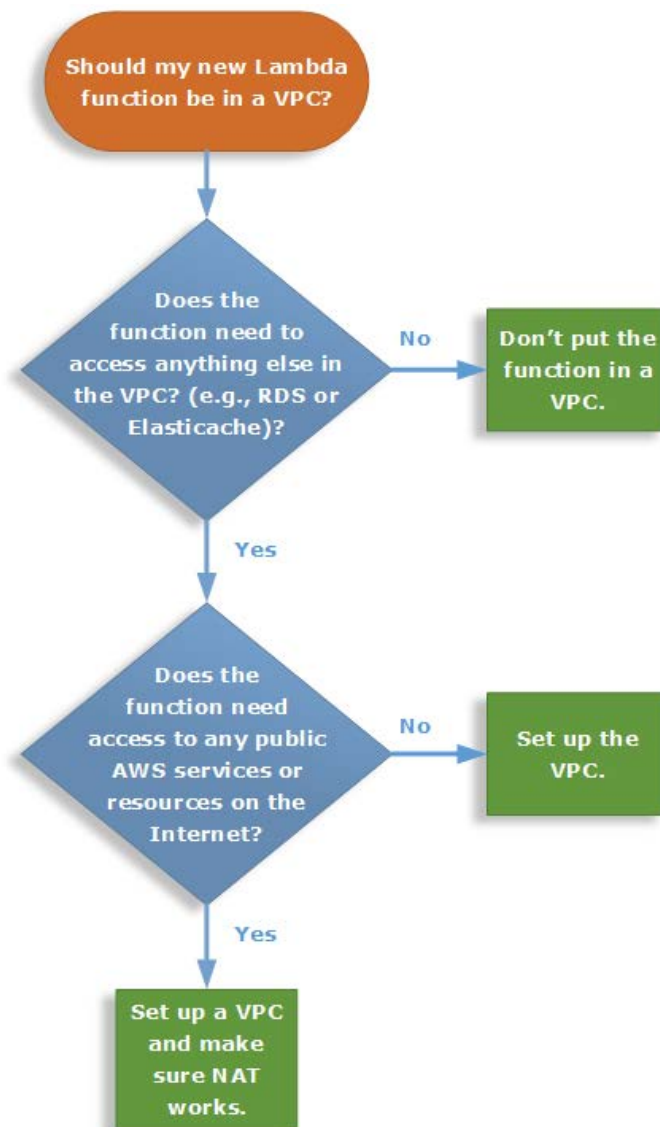 Should my new Lambda
function be in a VPC?
Does the
function need to
access anything else in
the VPC? (e.g., RDS or
Elasticache)?
No
Don’t put the
function in a
VPC.
Yes
Does the
function need
access to any public
AWS services or
resources on the
Internet?
No
Set up the
VPC.
Yes
Set up a VPC
and make
sure NAT
works.